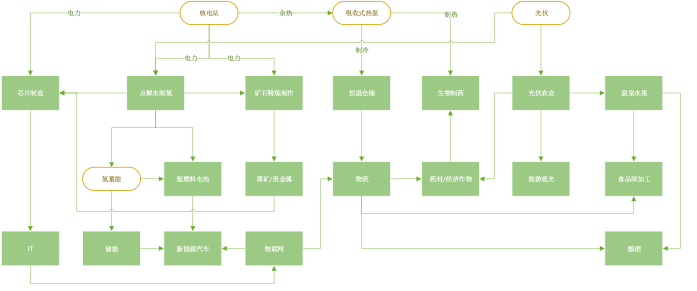 核电站
吸收式热泵
光伏
电力
余热
制热
制冷
电力
电力
芯片制造
点解水制氢
矿石精炼制作
恒温仓储
生物制药
光伏农业
温室水果
氢蓄能
氢燃料电池
黑矿/贵金属
物流
药材/经济作物
旅游观光
食品深加工
IT
储能
新能源汽车
物联网
酿酒